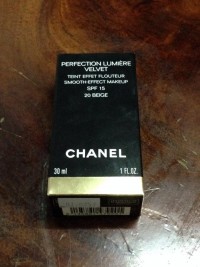 PERFECTION LUMIÈRE
VELVET
TEINT EFFET FLOUTEUR
SMOOTH-EFFECT MAKEUP
SPF 15
20 BEIGE
CHANEL
30 ml 1 FL.OZ.